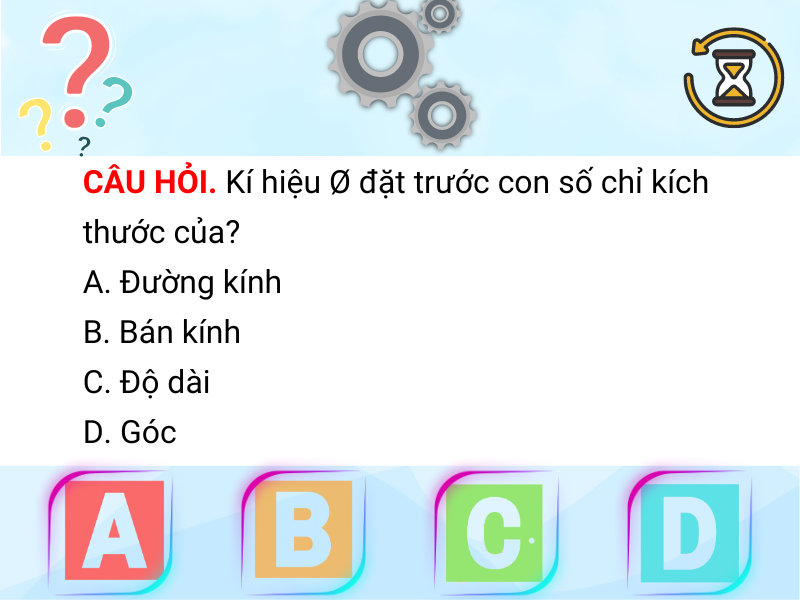 CÂU HỎI. Kí hiệu Ø đặt trước con số chỉ kích
thước của?
A. Đường kính
B. Bán kính
C. Độ dài
D. Góc
A B C D